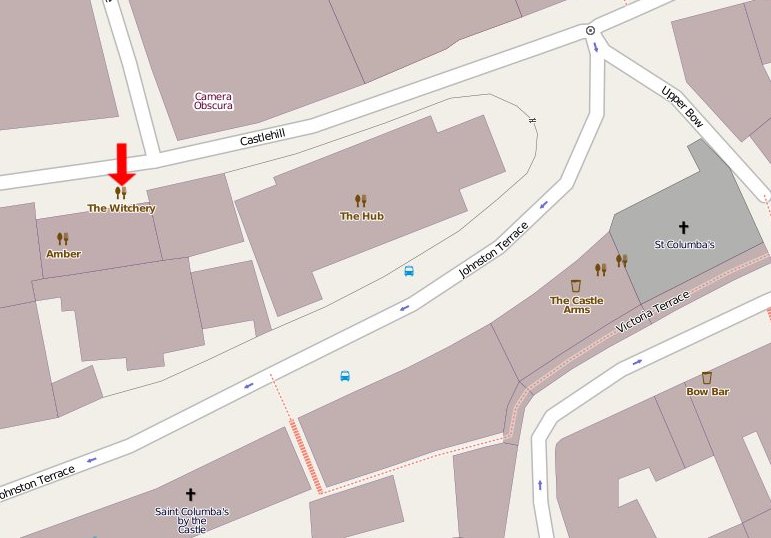 Camera
Obscura
Castlehill
Upper Bow
The Witchery
The Hub
St Columba's
Amber
Johnston Terrace
The Castle
Arms
Victoria Terrace
Bow Bar
ohnston Terrace
Saint Columba's
by the
Castle